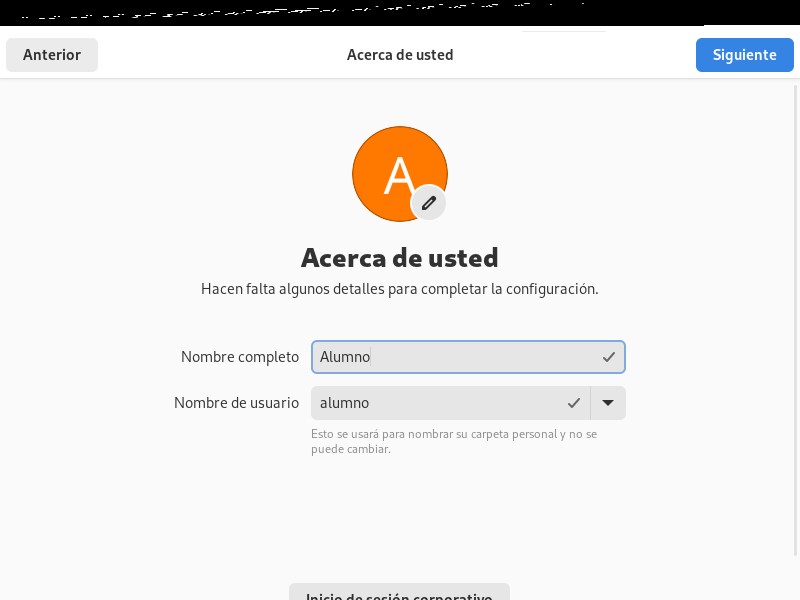 Anterior
Acerca de usted
Siguiente
A
Acerca de usted
Hacen falta algunos detalles para completar la configuración.
Nombre completo
Alumno
Nombre de usuario
alumno
Esto se usará para nombrar su carpeta personal y no se
puede cambiar.
Inicio de sesión corporativo